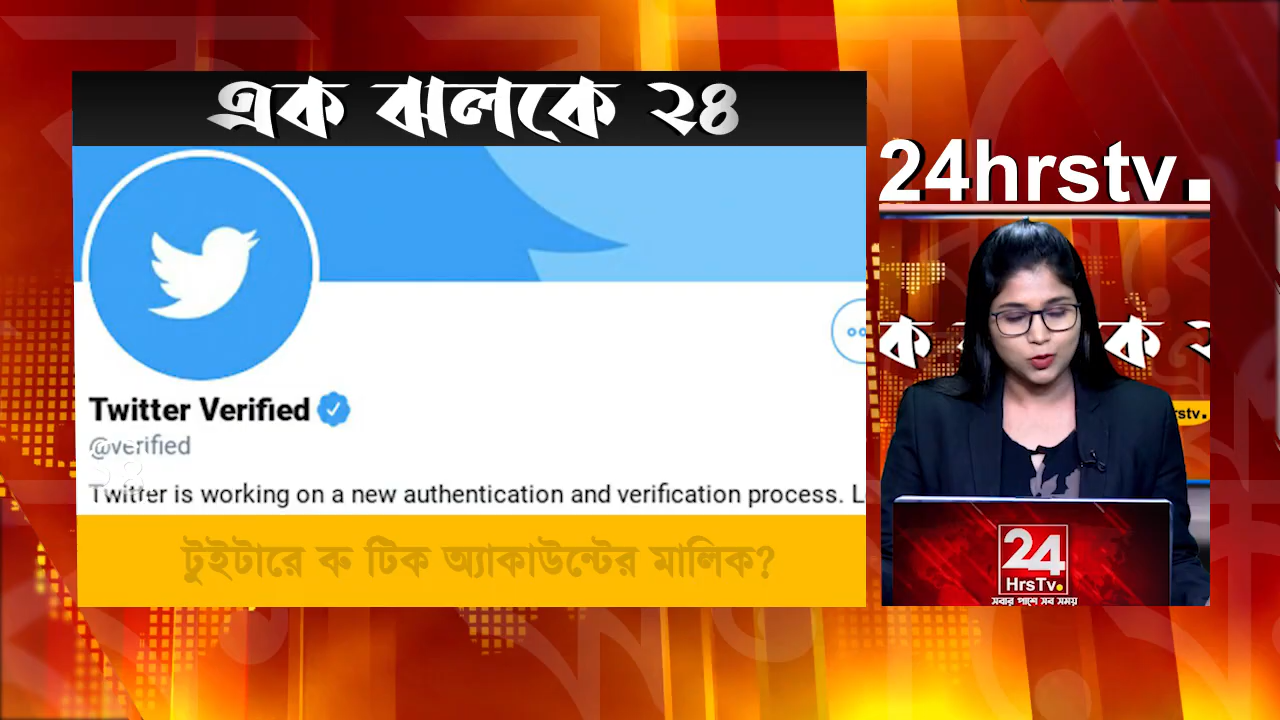 এক ঝলকে ২৪
24hrstv.
Twitter Verified
@verified
Twitter is working on a new authentication and verification process. L
টুইটারে ব্লু টিক অ্যাকাউন্টের মালিক?
rstv.
24
HrsTv.
সবার পাশে সব সময়